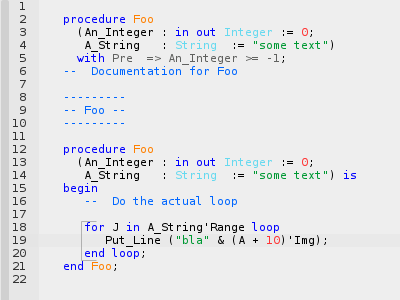 1
2 procedure Foo
3 (An_Integer : in out Integer := 0;
4 A_String : String := "some text")
5 with Pre => An_Integer >= -1;
6 -- Documentation for Foo
7
8 ---------
9 -- Foo --
10 ---------
11
12 procedure Foo
13 (An_Integer : in out Integer := 0;
14 A_String : String := "some text") is
15 begin
16 -- Do the actual loop
17
18 for J in A_String'Range loop
19 Put_Line ("bla" & (A + 10)'Img);
20 end loop;
21 end Foo;
22